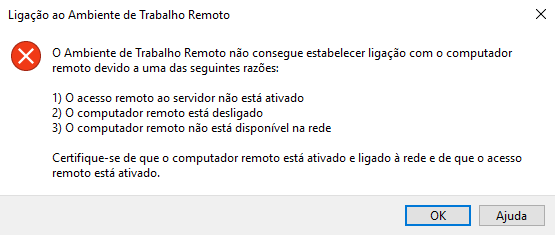 Ligação ao Ambiente de Trabalho Remoto
O Ambiente de Trabalho Remoto não consegue estabelecer ligação com o computador
remoto devido a uma das seguintes razões:
1) O acesso remoto ao servidor não está ativado
2) O computador remoto está desligado
3) O computador remoto não está disponível na rede
Certifique-se de que o computador remoto está ativado e ligado à rede e de que o acesso
remoto está ativado.
OK
Ajuda